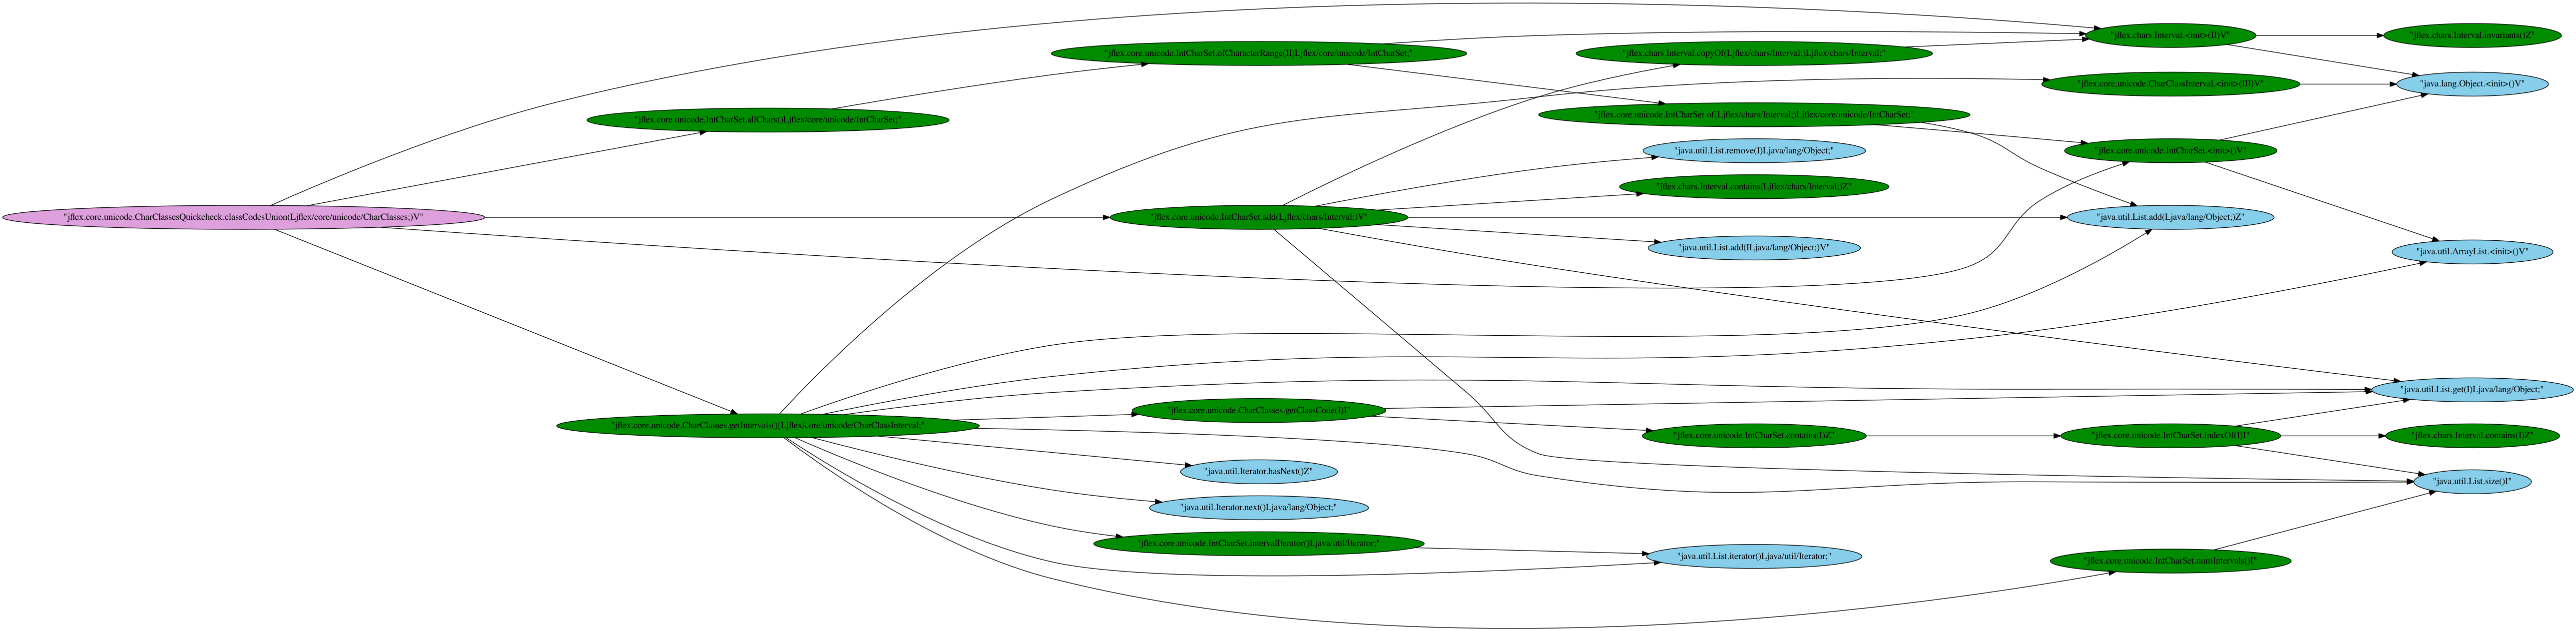 "jflex.core.unicode.CharClassesQuickcheck.classCodesUnion(Ljflex/core/unicode/CharClasses;)V"
"jflex.core.unicode.IntCharSet.allChars()Ljflex/core/unicode/IntCharSet;"
"jflex.core.unicode.CharClasses.getIntervals()[Ljflex/core/unicode/CharClassInterval;"
"jflex.core.unicode.IntCharSet.ofCharacterRange(II)Ljflex/core/unicode/IntCharSet;"
"jflex.core.unicode.IntCharSet.add(Ljflex/chars/Interval;)V"
"jflex.core.unicode.CharClasses.getClassCode(I)I"
"java.util.Iterator.hasNext()Z"
"java.util.Iterator.next()Ljava/lang/Object;"
"jflex.core.unicode.IntCharSet.intervalIterator()Ljava/util/Iterator;"
"jflex.chars.Interval.copyOf(Ljflex/chars/Interval;)Ljflex/chars/Interval;"
"jflex.core.unicode.IntCharSet.of(Ljflex/chars/Interval;)Ljflex/core/unicode/IntCharSet;"
"java.util.List.remove(I)Ljava/lang/Object;"
"jflex.chars.Interval.contains(Ljflex/chars/Interval;)Z"
"java.util.List.add(ILjava/lang/Object;)V"
"jflex.core.unicode.IntCharSet.contains(I)Z"
"java.util.List.iterator()Ljava/util/Iterator;"
"jflex.chars.Interval.<init>(II)V"
"jflex.core.unicode.CharClassInterval.<init>(III)V"
"jflex.core.unicode.IntCharSet.<init>()V"
"java.util.List.add(Ljava/lang/Object;)Z"
"jflex.core.unicode.IntCharSet.indexOf(I)I"
"jflex.core.unicode.IntCharSet.numIntervals()I"
"jflex.chars.Interval.invariants()Z"
"java.lang.Object.<init>()V"
"java.util.ArrayList.<init>()V"
"java.util.List.get(I)Ljava/lang/Object;"
"jflex.chars.Interval.contains(I)Z"
"java.util.List.size()I"